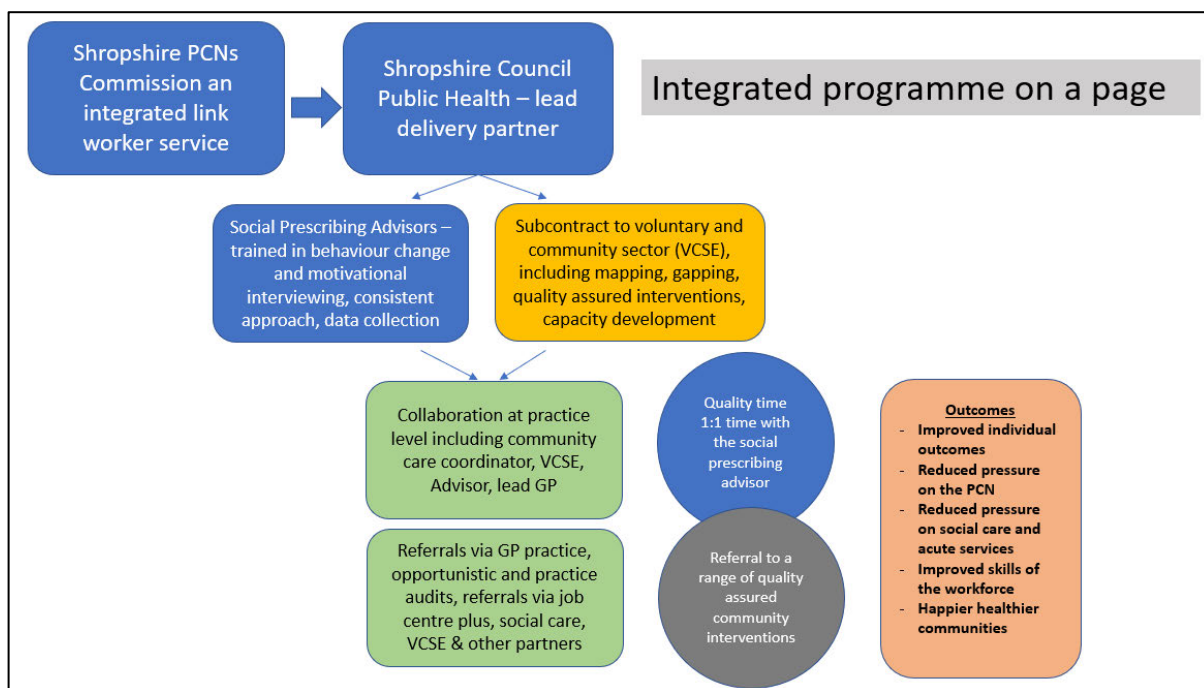 Shropshire PCNs
Commission an
integrated link
worker service
Shropshire Council
Public Health – lead
delivery partner
Integrated programme on a page
Social Prescribing Advisors –
trained in behaviour change
and motivational
interviewing, consistent
approach, data collection
Subcontract to voluntary and
community sector (VCSE),
including mapping, gapping,
quality assured interventions,
capacity development
Collaboration at practice
level including community
care coordinator, VCSE,
Advisor, lead GP
Quality time
1:1 time with
the social
prescribing
advisor
Referrals via GP practice,
opportunistic and practice
audits, referrals via job
centre plus, social care,
VCSE & other partners
Referral to a
range of quality
assured
community
interventions
Outcomes
- Improved individual
outcomes
- Reduced pressure
on the PCN
- Reduced pressure
on social care and
acute services
- Improved skills of
the workforce
- Happier healthier
communities